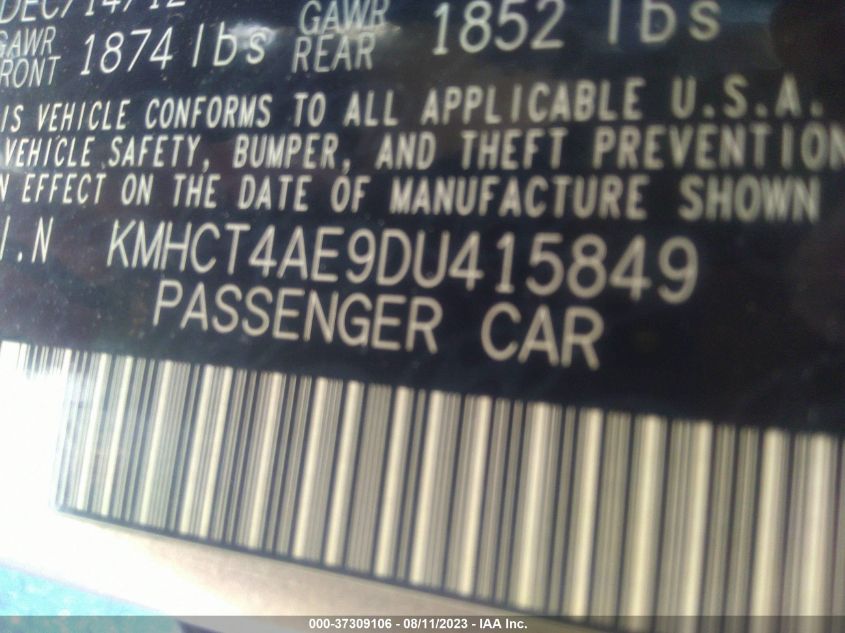 DEC/14/12
GAWR FRONT 1874 lbs GAWR REAR 1852 lbs
IS VEHICLE CONFORMS TO ALL APPLICABLE U.S.A.
VEHICLE SAFETY, BUMPER, AND THEFT PREVENTION
N EFFECT ON THE DATE OF MANUFACTURE SHOWN
I.N KMHCT4AE9DU415849
PASSENGER CAR
000-37309106 - 08/11/2023 - IAA Inc.